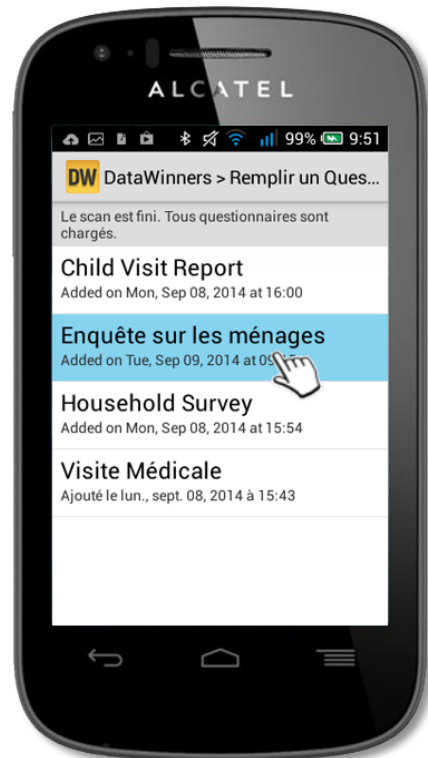 ALCATEL
99% 9:51
DW DataWinners > Remplir un Ques...
Le scan est fini. Tous questionnaires sont
chargés.
Child Visit Report
Added on Mon, Sep 08, 2014 at 16:00
Enquête sur les ménages
Added on Tue, Sep 09, 2014 at
Household Survey
Added on Mon, Sep 08, 2014 at 15:54
Visite Médicale
Ajouté le lun., sept. 08, 2014 à 15:43